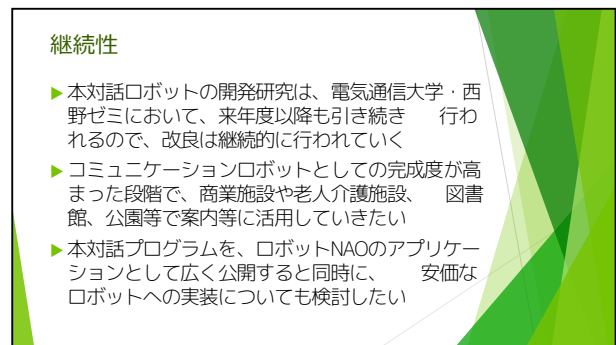 継続性
本対話ロボットの開発研究は、電気通信大学・西
野ゼミにおいて、来年度以降も引き続き　　行わ
れるので、改良は継続的に行われていく
コミュニケーションロボットとしての完成度が高
まった段階で、商業施設や老人介護施設、　　図書
館、公園等で案内等に活用していきたい
本対話プログラムを、ロボットNAOのアプリケー
ションとして広く公開すると同時に、　　安価な
ロボットへの実装についても検討したい